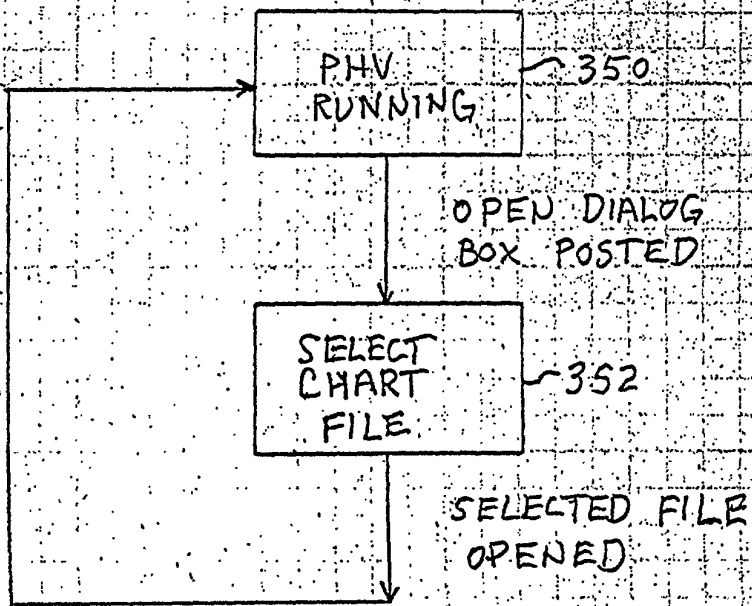 PHV
RUNNING
350
OPEN DIALOG
BOX POSTED
SELECT
CHART
FILE
352
SELECTED FILE
OPENED